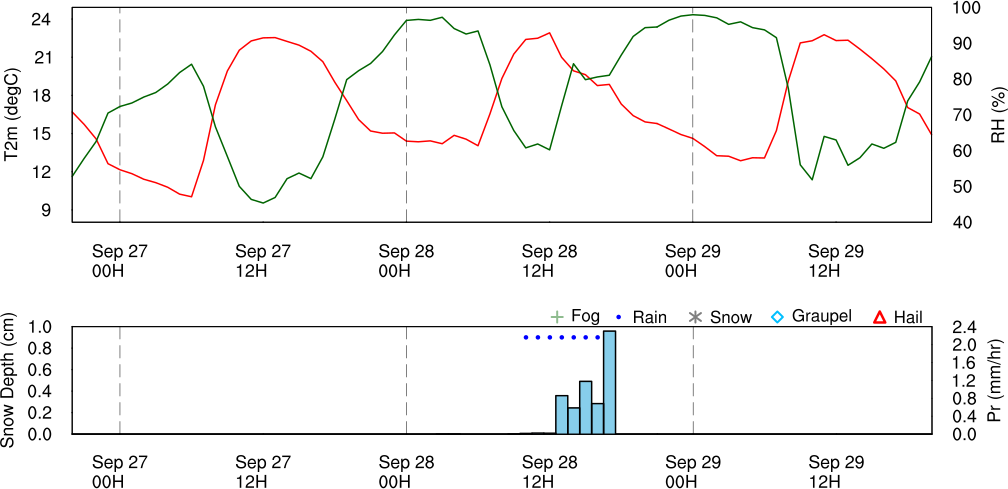 24
21
18
15
12
9
T2m (degC)
100
90
80
70
60
50
40
RH (%)
Sep 27 Sep 27 Sep 28 Sep 28 Sep 29 Sep 29
00H 12H 00H 12H 00H 12H
Fog Rain Snow Graupel Hail
1.0
0.8
0.6
0.4
0.2
0.0
Snow Depth (cm)
2.4
2.0
1.6
1.2
0.8
0.4
0.0
Pr (mm/hr)
Sep 27 Sep 27 Sep 28 Sep 28 Sep 29 Sep 29
00H 12H 00H 12H 00H 12H